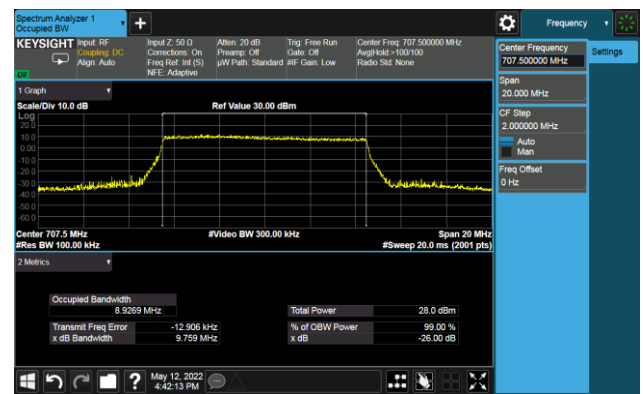 Spectrum Analyzer 1
Occupied BW
+
Frequency
KEYSIGHT
Input: RF
Coupling: DC
Align: Auto
Input Z: 50 Ω
Corrections: On
Freq Ref: Int (S)
NFE: Adaptive
Atten: 20 dB
Preamp: Off
µW Path: Standard
Trig: Free Run
Gate: Off
#IF Gain: Low
Center Freq: 707.500000 MHz
Avg|Hold:>100/100
Radio Std: None
Center Frequency
707.500000 MHz
Settings
Span
20.000 MHz
CF Step
2.000000 MHz
Auto
Man
Freq Offset
0 Hz
1 Graph
Scale/Div 10.0 dB
Ref Value 30.00 dBm
Log
20.0
10.0
0.00
-10.0
-20.0
-30.0
-40.0
-50.0
-60.0
Center 707.5 MHz
#Video BW 300.00 kHz
Span 20 MHz
#Res BW 100.00 kHz
#Sweep 20.0 ms (2001 pts)
2 Metrics
Occupied Bandwidth
8.9269 MHz
Total Power
28.0 dBm
Transmit Freq Error
-12.906 kHz
% of OBW Power
99.00 %
x dB Bandwidth
9.759 MHz
x dB
-26.00 dB
?
May 12, 2022
4:42:13 PM